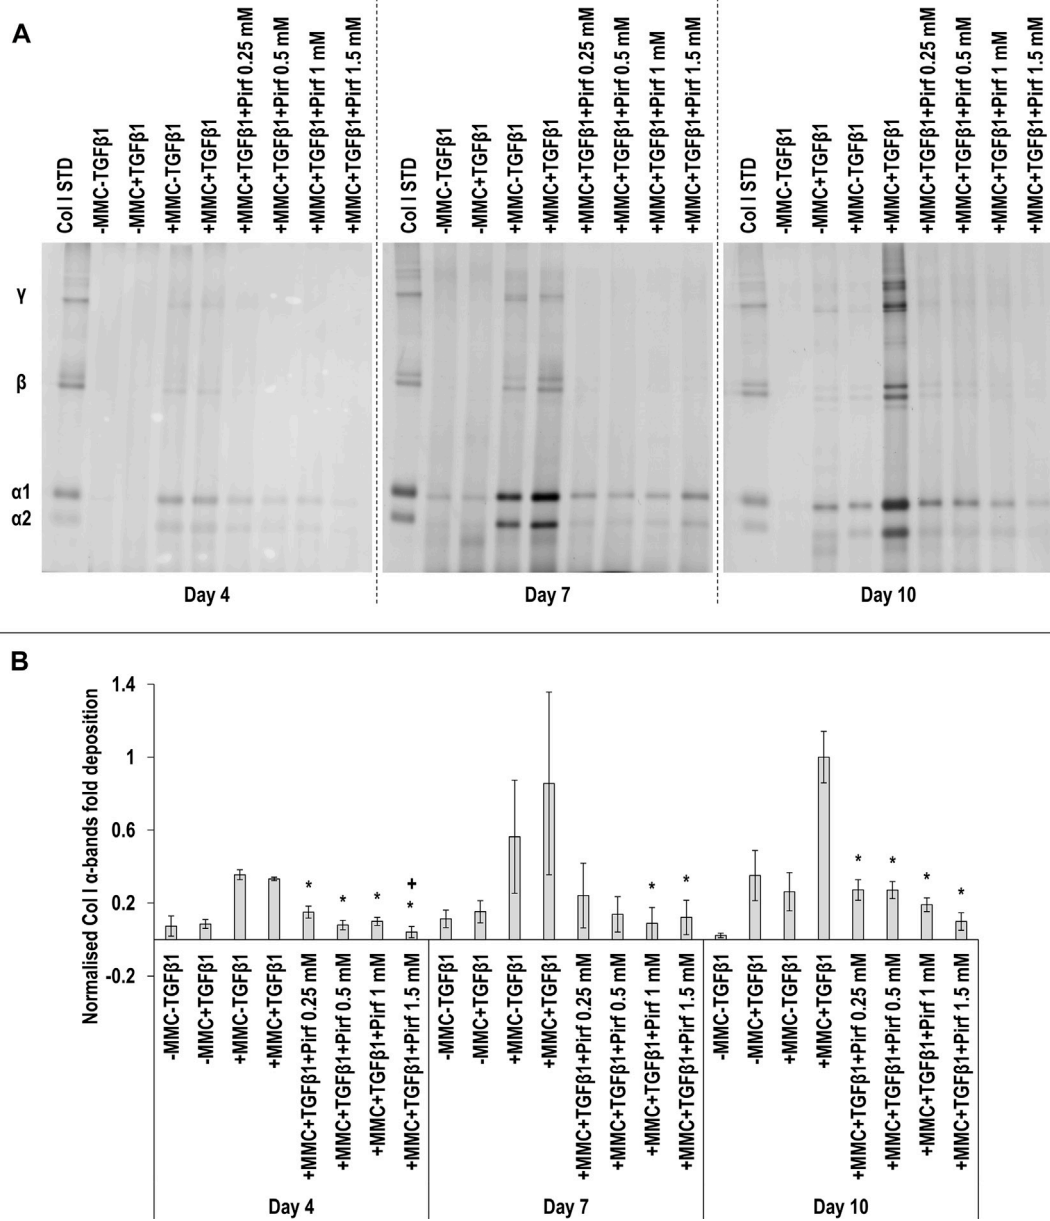 A
Col I STD
-MMC-TGFβ1
-MMC+TGFβ1
+MMC-TGFβ1
+MMC+TGFβ1
+MMC+TGFβ1+Pirf 0.25 mM
+MMC+TGFβ1+Pirf 0.5 mM
+MMC+TGFβ1+Pirf 1 mM
+MMC+TGFβ1+Pirf 1.5 mM
Col I STD
-MMC-TGFβ1
-MMC+TGFβ1
+MMC-TGFβ1
+MMC+TGFβ1
+MMC+TGFβ1+Pirf 0.25 mM
+MMC+TGFβ1+Pirf 0.5 mM
+MMC+TGFβ1+Pirf 1 mM
+MMC+TGFβ1+Pirf 1.5 mM
Col I STD
-MMC-TGFβ1
-MMC+TGFβ1
+MMC-TGFβ1
+MMC+TGFβ1
+MMC+TGFβ1+Pirf 0.25 mM
+MMC+TGFβ1+Pirf 0.5 mM
+MMC+TGFβ1+Pirf 1 mM
+MMC+TGFβ1+Pirf 1.5 mM
γ
β
α1
α2
Day 4
Day 7
Day 10
B
Normalised Col I α-bands fold deposition
1.4
1
0.6
0.2
-0.2
*
*
*
+
*
*
*
*
*
*
*
-MMC-TGFβ1
-MMC+TGFβ1
+MMC-TGFβ1
+MMC+TGFβ1
+MMC+TGFβ1+Pirf 0.25 mM
+MMC+TGFβ1+Pirf 0.5 mM
+MMC+TGFβ1+Pirf 1 mM
+MMC+TGFβ1+Pirf 1.5 mM
-MMC-TGFβ1
-MMC+TGFβ1
+MMC-TGFβ1
+MMC+TGFβ1
+MMC+TGFβ1+Pirf 0.25 mM
+MMC+TGFβ1+Pirf 0.5 mM
+MMC+TGFβ1+Pirf 1 mM
+MMC+TGFβ1+Pirf 1.5 mM
-MMC-TGFβ1
-MMC+TGFβ1
+MMC-TGFβ1
+MMC+TGFβ1
+MMC+TGFβ1+Pirf 0.25 mM
+MMC+TGFβ1+Pirf 0.5 mM
+MMC+TGFβ1+Pirf 1 mM
+MMC+TGFβ1+Pirf 1.5 mM
Day 4
Day 7
Day 10